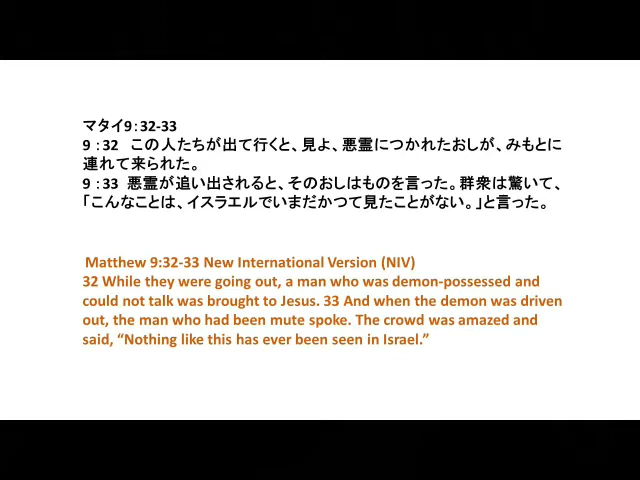 マタイ9：32-33
9 ：32　この人たちが出て行くと、見よ、悪霊につかれたおしが、みもとに
連れて来られた。
9 ：33　悪霊が追い出されると、そのおしはものを言った。群衆は驚いて、
「こんなことは、イスラエルでいまだかつて見たことがない。」と言った。
Matthew 9:32-33 New International Version (NIV)
32 While they were going out, a man who was demon-possessed and
could not talk was brought to Jesus. 33 And when the demon was driven
out, the man who had been mute spoke. The crowd was amazed and
said, “Nothing like this has ever been seen in Israel.”